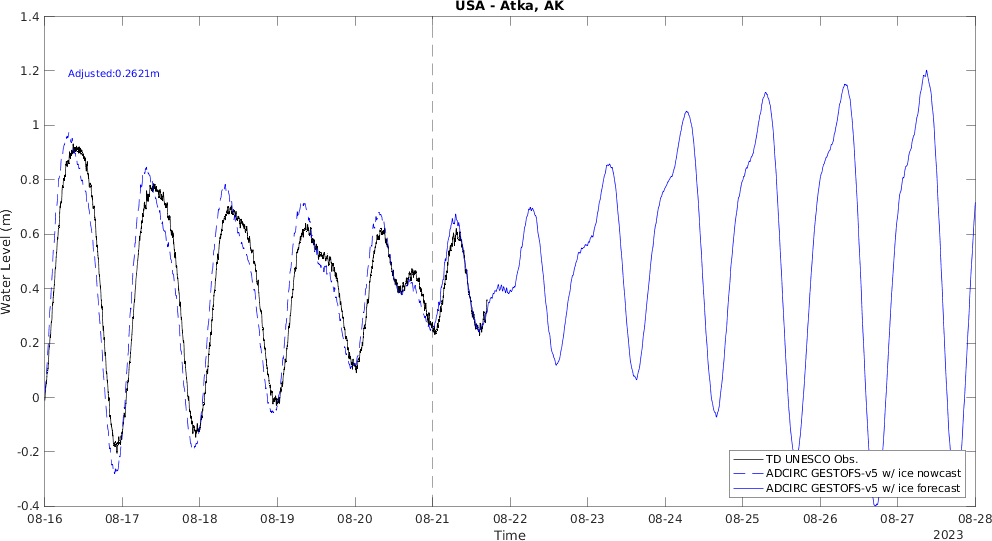 USA - Atka, AK
1.4
1.2
1
0.8
0.6
0.4
0.2
0
-0.2
-0.4
Water Level (m)
Adjusted:0.2621m
TD UNESCO Obs.
ADCIRC GESTOFS-v5 w/ ice nowcast
ADCIRC GESTOFS-v5 w/ ice forecast
08-16 08-17 08-18 08-19 08-20 08-21 08-22 08-23 08-24 08-25 08-26 08-27 08-28
Time
2023